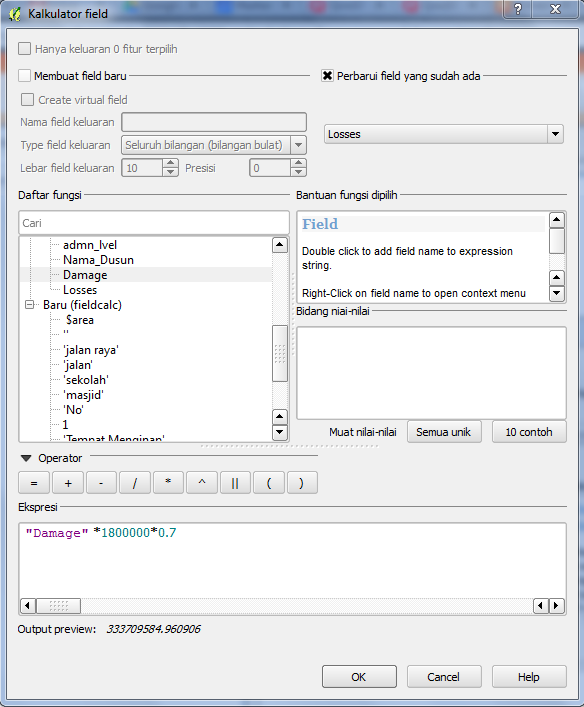 Kalkulator field
Hanya keluaran 0 fitur terpilih
Membuat field baru
Perbarui field yang sudah ada
Create virtual field
Nama field keluaran
Type field keluaran
Seluruh bilangan (bilangan bulat)
Lebar field keluaran
10
Presisi
0
Losses
Daftar fungsi
Bantuan fungsi dipilih
Cari
admn_lvel
Nama_Dusun
Damage
Losses
Baru (fieldcalc)
$area
''
'jalan raya'
'jalan'
'sekolah'
'masjid'
'No'
1
'Tempat Menginan'
Field
Double click to add field name to expression
string.
Right-Click on field name to open context menu
Bidang niai-nilai
Muat nilai-nilai
Semua unik
10 contoh
Operator
= + - / * ^ || ( )
Ekspresi
"Damage" *1800000*0.7
Output preview: 333709584.960906
OK
Cancel
Help